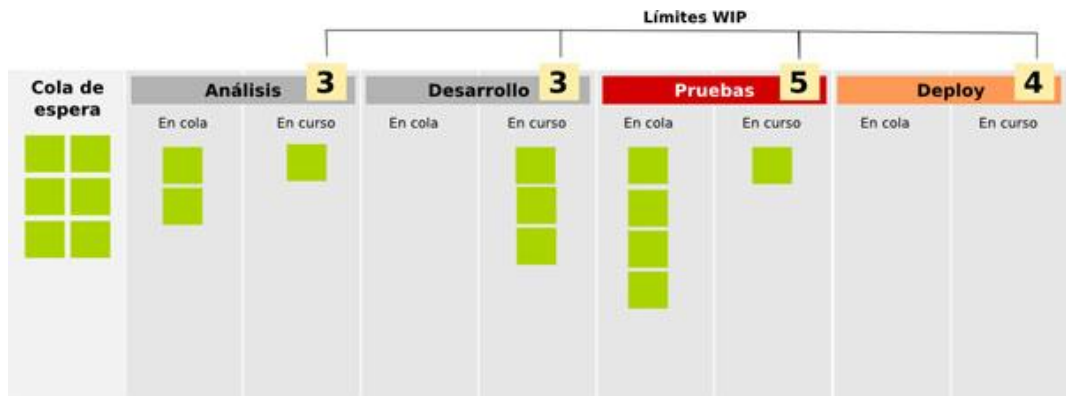 Límites WIP
Cola de
espera
Análisis 3
Desarrollo 3
Pruebas 5
Deploy 4
En cola
En curso
En cola
En curso
En cola
En curso
En cola
En curso